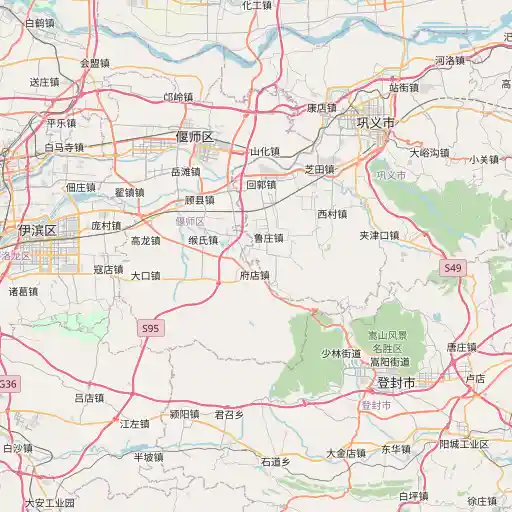 化工镇
白鹤镇
会盟镇
河洛镇
送庄镇
站街镇
邙岭镇
康店镇
平乐镇
巩义市
偃师区
白马寺镇
山化镇
大峪沟镇
小关镇
岳滩镇
芝田镇
巩义市
佃庄镇
翟镇镇
回郭镇
顾县镇
西村镇
偃师区
庞村镇
伊滨区
高龙镇
缑氏镇
鲁庄镇
夹津口镇
洛龙区
寇店镇
大口镇
府店镇
S49
诸葛镇
S95
嵩山风景
名胜区
唐庄镇
少林街道
嵩阳街道
G36
登封市
卢店
吕店镇
登封市
颍阳镇
君召乡
江左镇
白沙镇
半坡镇
石道乡
大金店镇
东华镇
阳城工业区
大安工业园
白坪镇
徐庄镇